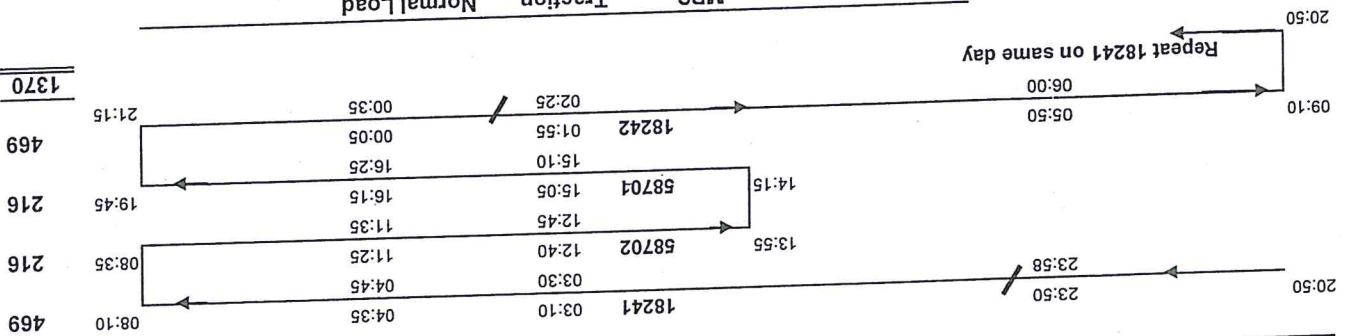 20:50 23:50 18241 03:10 04:35 08:10 469
23:58 03:30 04:45
13:55 58702 12:40 11:25 08:35 216
12:45 11:35
14:15 58701 15:05 16:15 19:45 216
15:10 16:25
09:10 05:50 18242 01:55 00:05 469
06:00 02:25 00:35 21:15
1370
Repeat 18241 on same day
20:50
MPS Traction Normal Load